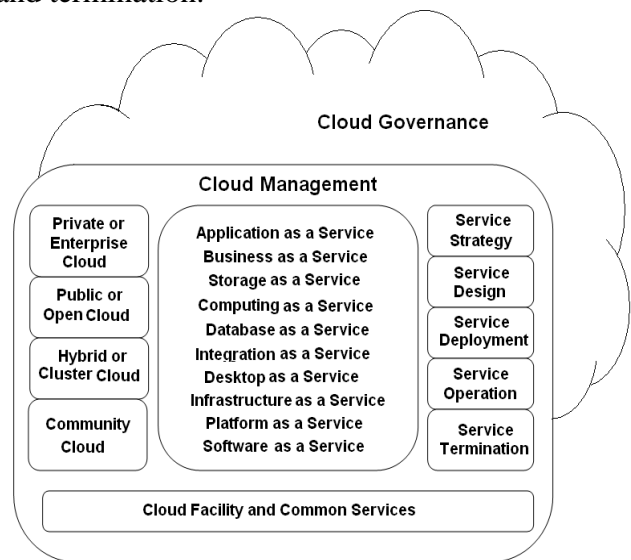 and termination.
Cloud Governance
Cloud Management
Private or
Enterprise
Cloud
Public or
Open Cloud
Hybrid or
Cluster Cloud
Community
Cloud
Application as a Service
Business as a Service
Storage as a Service
Computing as a Service
Database as a Service
Integration as a Service
Desktop as a Service
Infrastructure as a Service
Platform as a Service
Software as a Service
Service
Strategy
Service
Design
Service
Deployment
Service
Operation
Service
Termination
Cloud Facility and Common Services